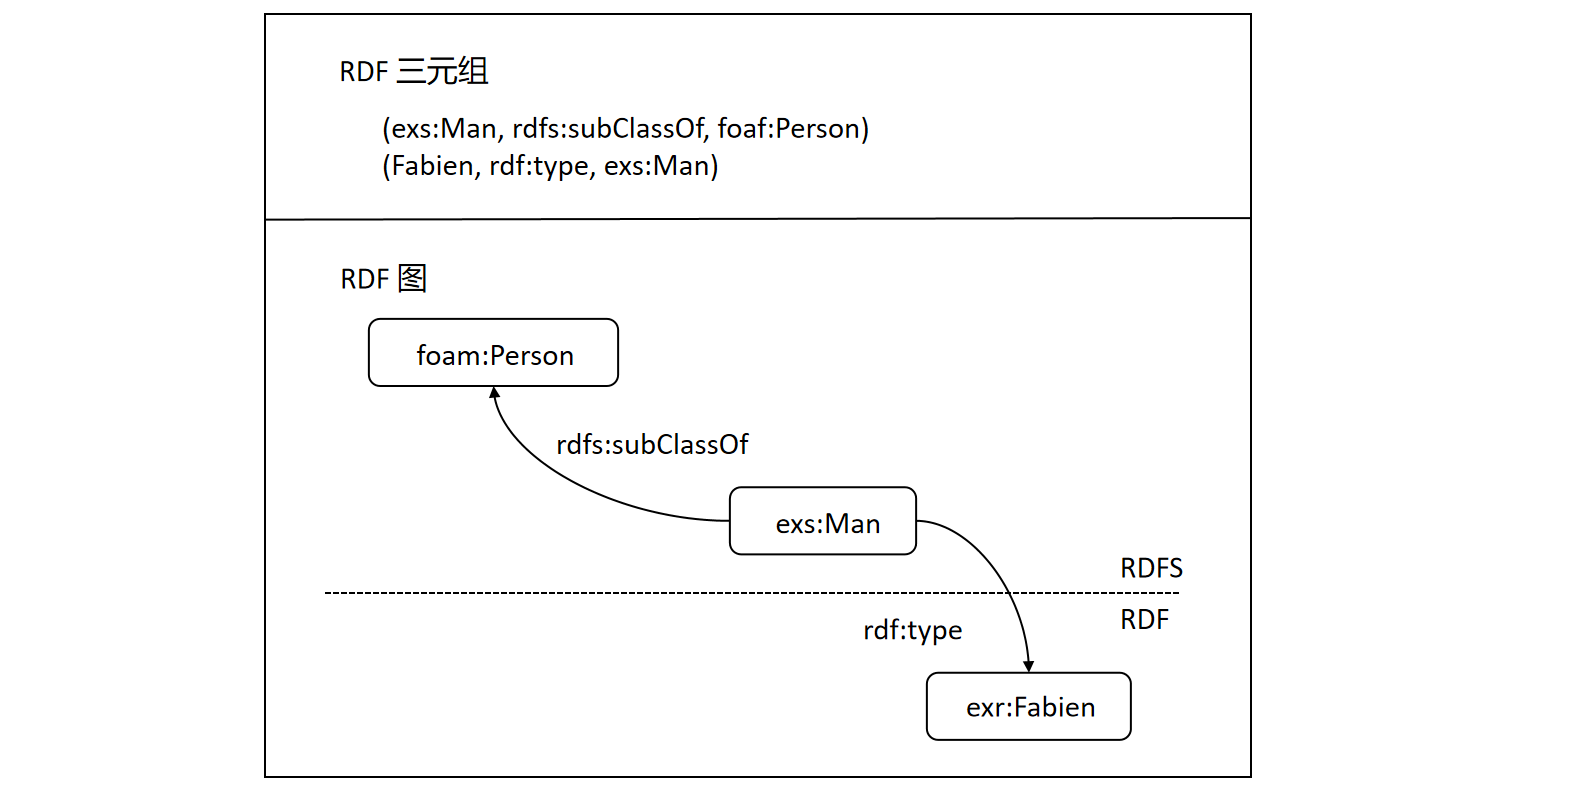 RDF 三元组
(exs:Man, rdfs:subClassOf, foaf:Person)
(Fabien, rdf:type, exs:Man)
RDF 图
foam:Person
rdfs:subClassOf
exs:Man
RDFS
RDF
rdf:type
exr:Fabien